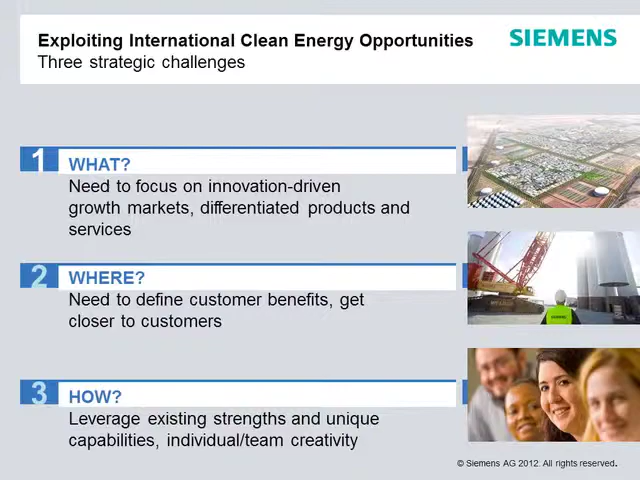 Exploiting International Clean Energy Opportunities
SIEMENS
Three strategic challenges
1
WHAT?
Need to focus on innovation-driven
growth markets, differentiated products and
services
2
WHERE?
Need to define customer benefits, get
closer to customers
3
HOW?
Leverage existing strengths and unique
capabilities, individual/team creativity
© Siemens AG 2012. All rights reserved.